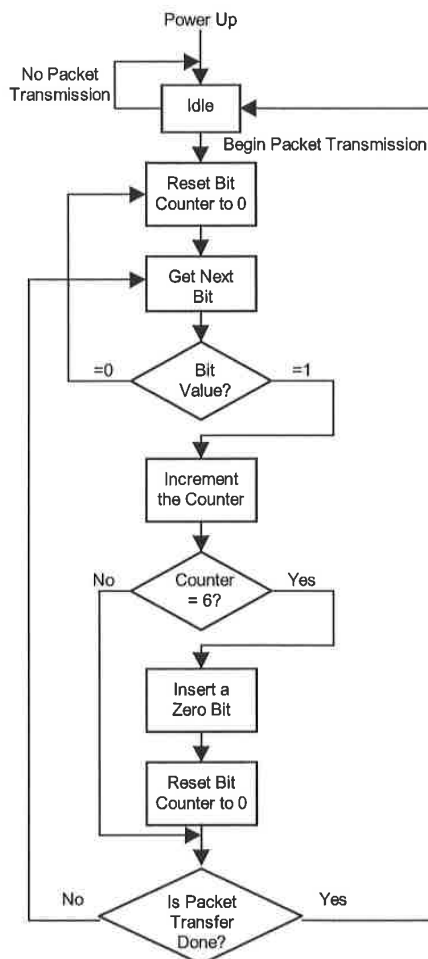 Power Up
No Packet
Transmission
Idle
Begin Packet Transmission
Reset Bit
Counter to 0
Get Next
Bit
=0
Bit
Value?
=1
Increment
the Counter
No
Counter
= 6?
Yes
Insert a
Zero Bit
Reset Bit
Counter to 0
No
Is Packet
Transfer
Done?
Yes